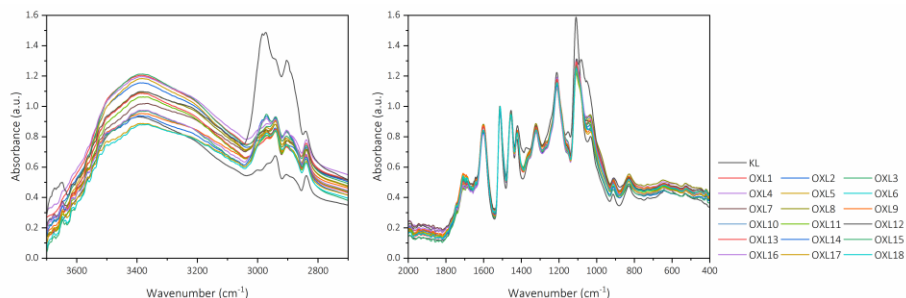 1.6
1.4
1.2
1.0
0.8
0.6
0.4
0.2
0.0
Absorbance (a.u.)
3600 3200 3000 2800
Wavenumber (cm⁻¹)
1.6
1.4
1.2
1.0
0.8
0.6
0.4
0.2
0.0
Absorbance (a.u.)
2000 1800 1600 1400 1200 1000 800 600 400
Wavenumber (cm⁻¹)
KL
OXL1 OXL2 OXL3
OXL4 OXL5 OXL6
OXL7 OXL8 OXL9
OXL10 OXL11 OXL12
OXL13 OXL14 OXL15
OXL16 OXL17 OXL18